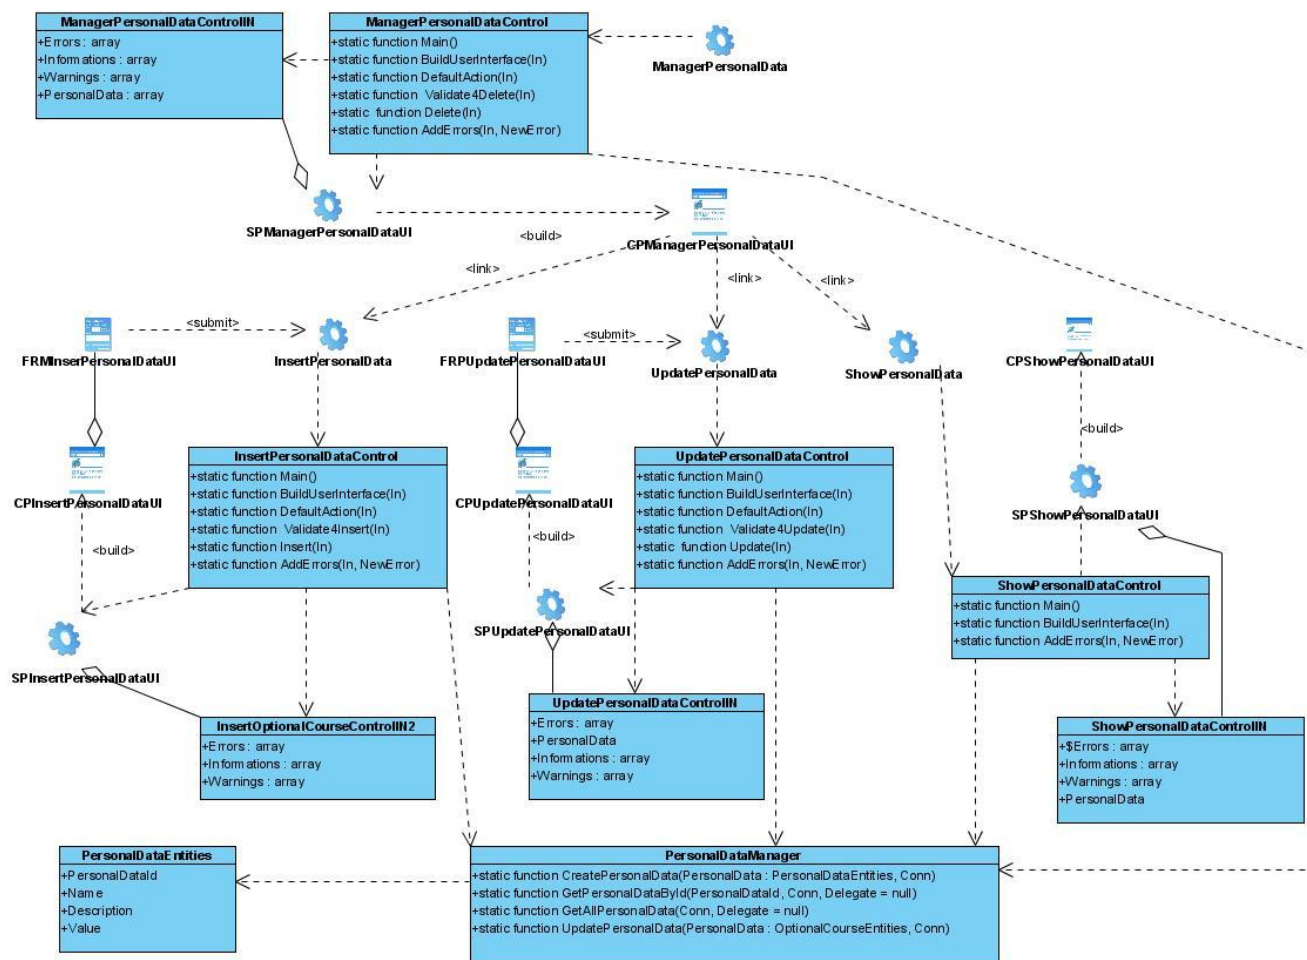 ManagerPersonalDataControlIN
+Errors : array
+Informations : array
+Warnings : array
+PersonalData : array
ManagerPersonalDataControl
+static function Main()
+static function BuildUserInterface(In)
+static function DefaultAction(In)
+static function Validate4Delete(In)
+static function Delete(In)
+static function AddErrors(In, NewError)
ManagerPersonalData
SPManagerPersonalDataUI
<build>
CPManagerPersonalDataUI
<link>
<link>
<link>
FRMInserPersonalDataUI
<submit>
InsertPersonalData
FRPUpdatePersonalDataUI
<submit>
UpdatePersonalData
ShowPersonalData
CPShowPersonalDataUI
<build>
CPInsertPersonalDataUI
<build>
InsertPersonalDataControl
+static function Main()
+static function BuildUserInterface(In)
+static function DefaultAction(In)
+static function Validate4Insert(In)
+static function Insert(In)
+static function AddErrors(In, NewError)
CPUpdatePersonalDataUI
<build>
UpdatePersonalDataControl
+static function Main()
+static function BuildUserInterface(In)
+static function DefaultAction(In)
+static function Validate4Update(In)
+static function Update(In)
+static function AddErrors(In, NewError)
SPShowPersonalDataUI
ShowPersonalDataControl
+static function Main()
+static function BuildUserInterface(In)
+static function AddErrors(In, NewError)
SPInsertPersonalDataUI
SPUpdatePersonalDataUI
InsertOptionalCourseControlIN2
+Errors : array
+Informations : array
+Warnings : array
UpdatePersonalDataControlIN
+Errors : array
+PersonalData
+Informations : array
+Warnings : array
ShowPersonalDataControlIN
+$Errors : array
+Informations : array
+Warnings : array
+PersonalData
PersonalDataEntities
+PersonalDataId
+Name
+Description
+Value
PersonalDataManager
+static function CreatePersonalData(PersonalData : PersonalDataEntities, Conn)
+static function GetPersonalDataById(PersonalDataId, Conn, Delegate = null)
+static function GetAllPersonalData(Conn, Delegate = null)
+static function UpdatePersonalData(PersonalData : OptionalCourseEntities, Conn)